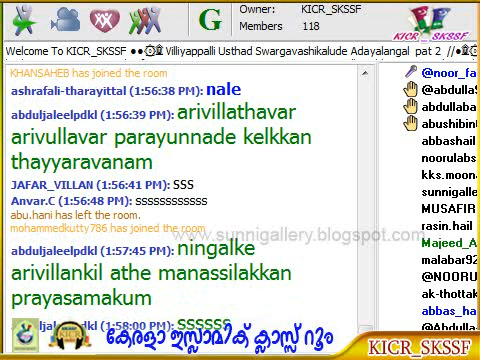 G
Owner: KICR_SKSSF
Members 118
KICR_SKSSF
Welcome To KICR_SKSSF ●●۞۩ Villiyappalli Usthad Swargavashikalude Adayalangal pat 2 //●
KHANSAHEB has joined the room
ashrafali-tharayittal (1:56:38 PM): nale
abduljaleelpdkl (1:56:39 PM): arivillathavar
arivullavar parayunnade kelkkan
thayyaravanam
JAFAR_VILLAN (1:56:41 PM): SSS
Anvar.C (1:56:48 PM): ssssssssssss
abu.hani has left the room.
mohammedkutty786 has joined the room
www.sunnigallery.blogspot.com
abduljaleelpdkl (1:57:45 PM): ningalke
arivillankil athe manassilakkan
prayasamakum
abduljaleelpdkl (1:58:00 PM): SSSSSS
@noor_fa
@abdulla9
abdullaba
abushibin
abbashail
noorulabs
kks.moona
sunnigalle
MUSAFIR
rasin.hail
Majeed_A
malabar92
@NOORU
ak-thottak
abbas_ha
@Abdulla
കേരളാ ഇസ്ലാമിക് ക്ലാസ്സ് റൂം
KICR_SKSSF